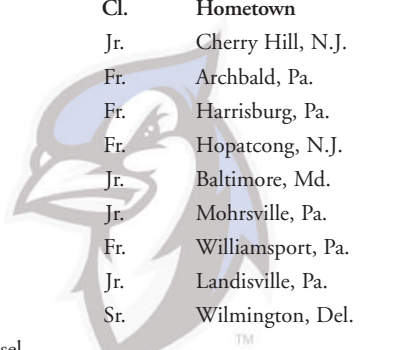 Cl. Hometown
Jr. Cherry Hill, N.J.
Fr. Archbald, Pa.
Fr. Harrisburg, Pa.
Fr. Hopatcong, N.J.
Jr. Baltimore, Md.
Jr. Mohrsville, Pa.
Fr. Williamsport, Pa.
Jr. Landisville, Pa.
Sr. Wilmington, Del.
TM